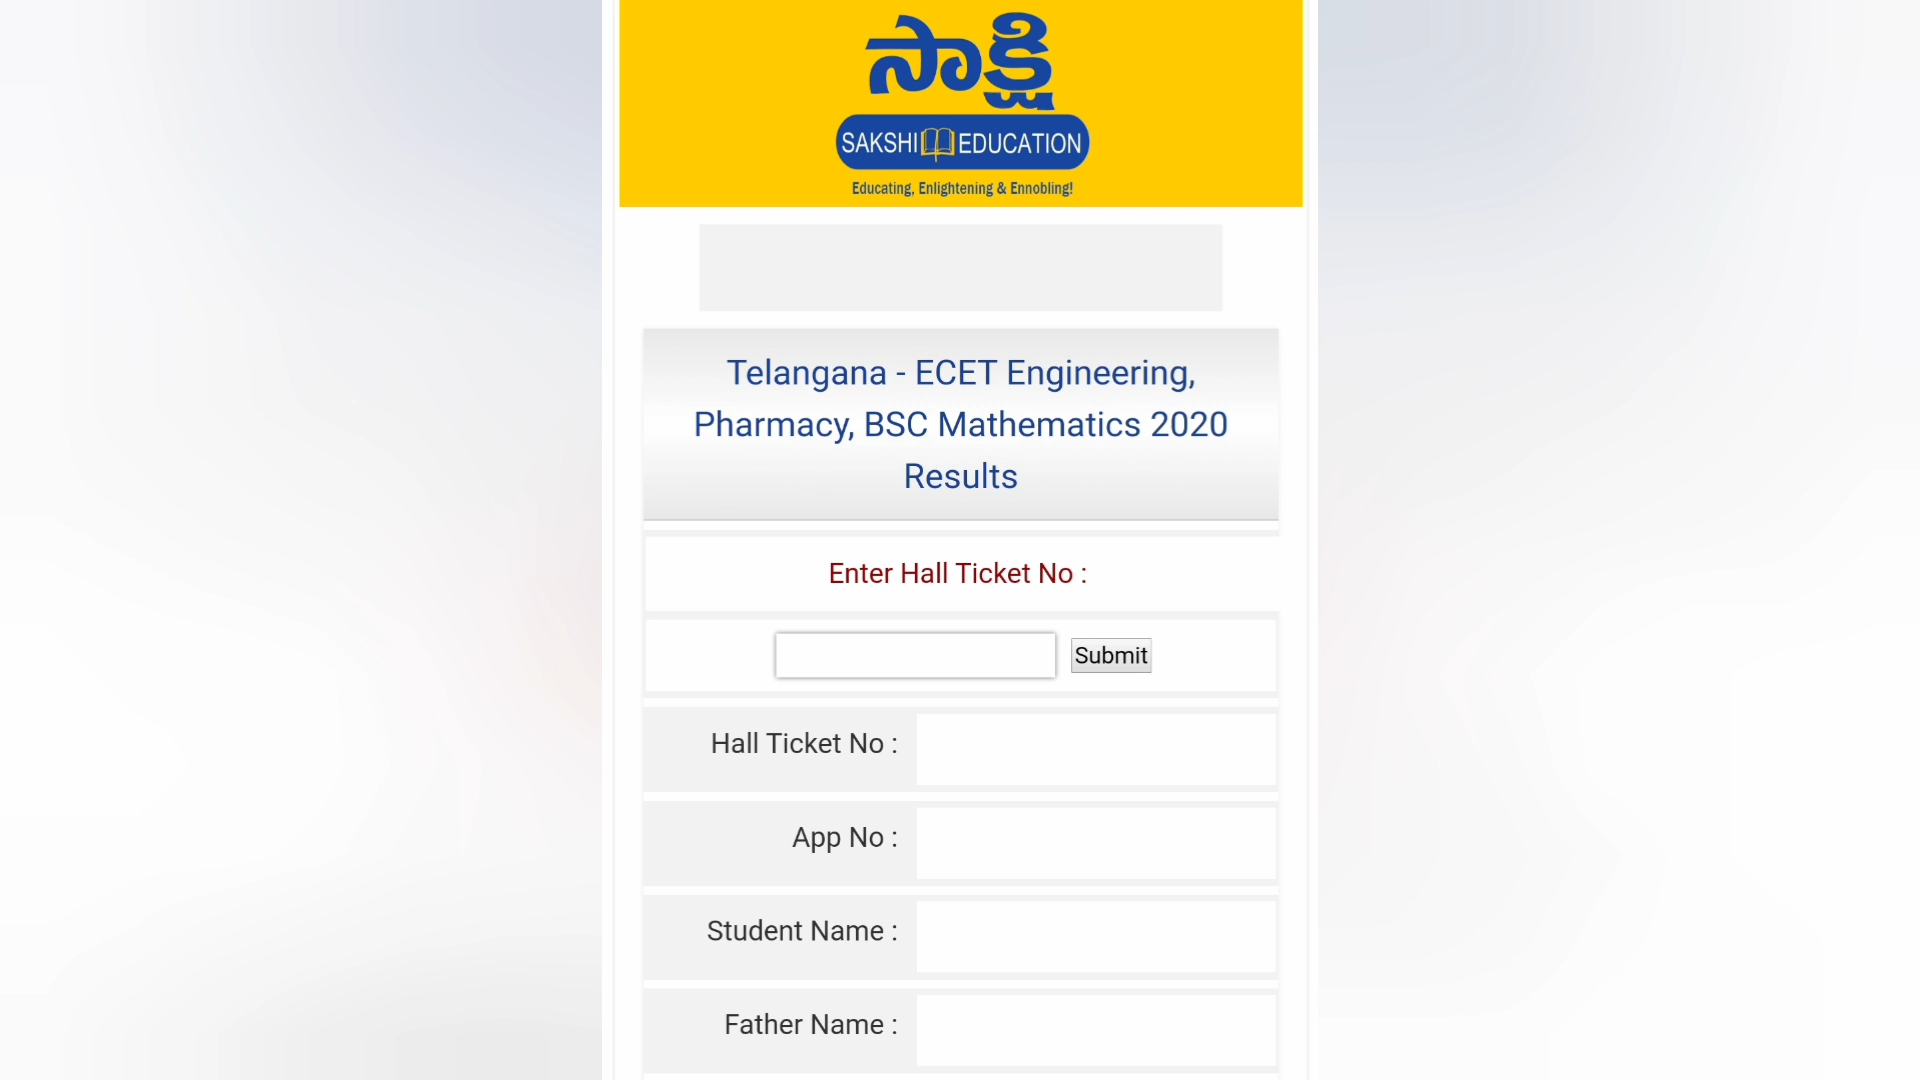 సాక్షి
SAKSHI EDUCATION
Educating, Enlightening & Ennobling!
Telangana - ECET Engineering,
Pharmacy, BSC Mathematics 2020
Results
Enter Hall Ticket No :
Submit
Hall Ticket No :
App No :
Student Name :
Father Name :